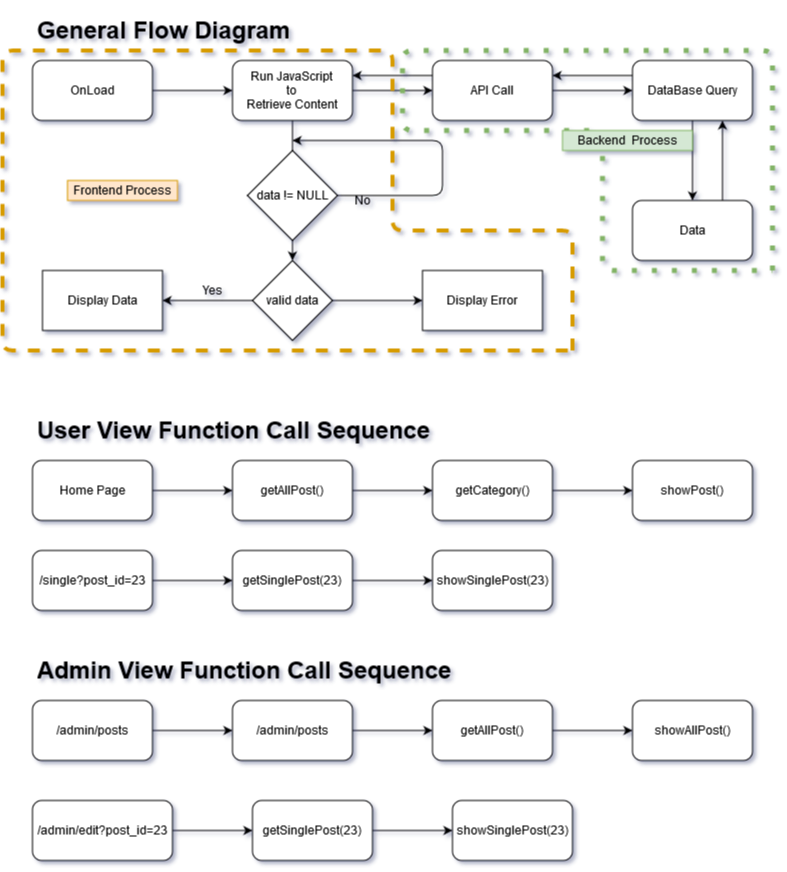 General Flow Diagram
OnLoad
Run JavaScript
to
Retrieve Content
API Call
DataBase Query
Backend Process
Frontend Process
data != NULL
No
Data
Display Data
Yes
valid data
Display Error
User View Function Call Sequence
Home Page
getAllPost()
getCategory()
showPost()
/single?post_id=23
getSinglePost(23)
showSinglePost(23)
Admin View Function Call Sequence
/admin/posts
/admin/posts
getAllPost()
showAllPost()
/admin/edit?post_id=23
getSinglePost(23)
showSinglePost(23)